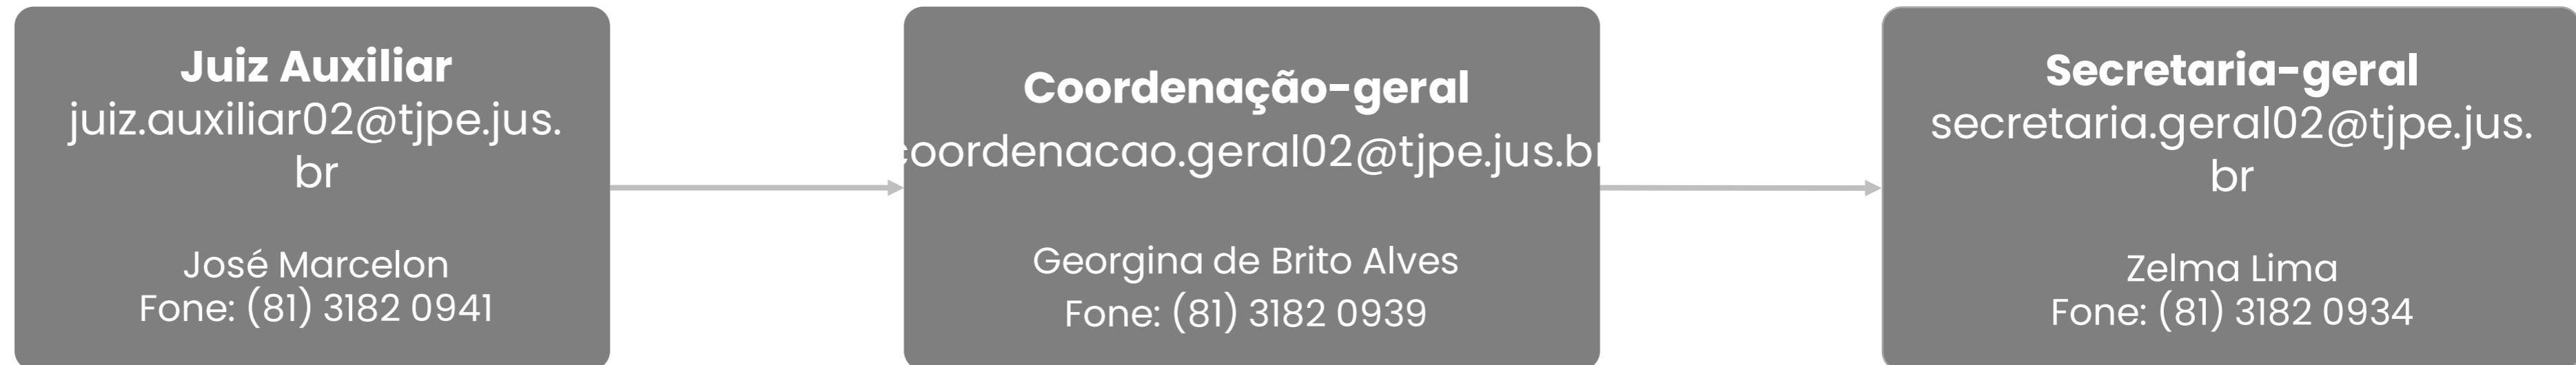 Juiz Auxiliar
juiz.auxiliar02@tjpe.jus.
br
José Marcelon
Fone: (81) 3182 0941
Coordenação-geral
coordenacao.geral02@tjpe.jus.br
Georgina de Brito Alves
Fone: (81) 3182 0939
Secretaria-geral
secretaria.geral02@tjpe.jus.
br
Zelma Lima
Fone: (81) 3182 0934